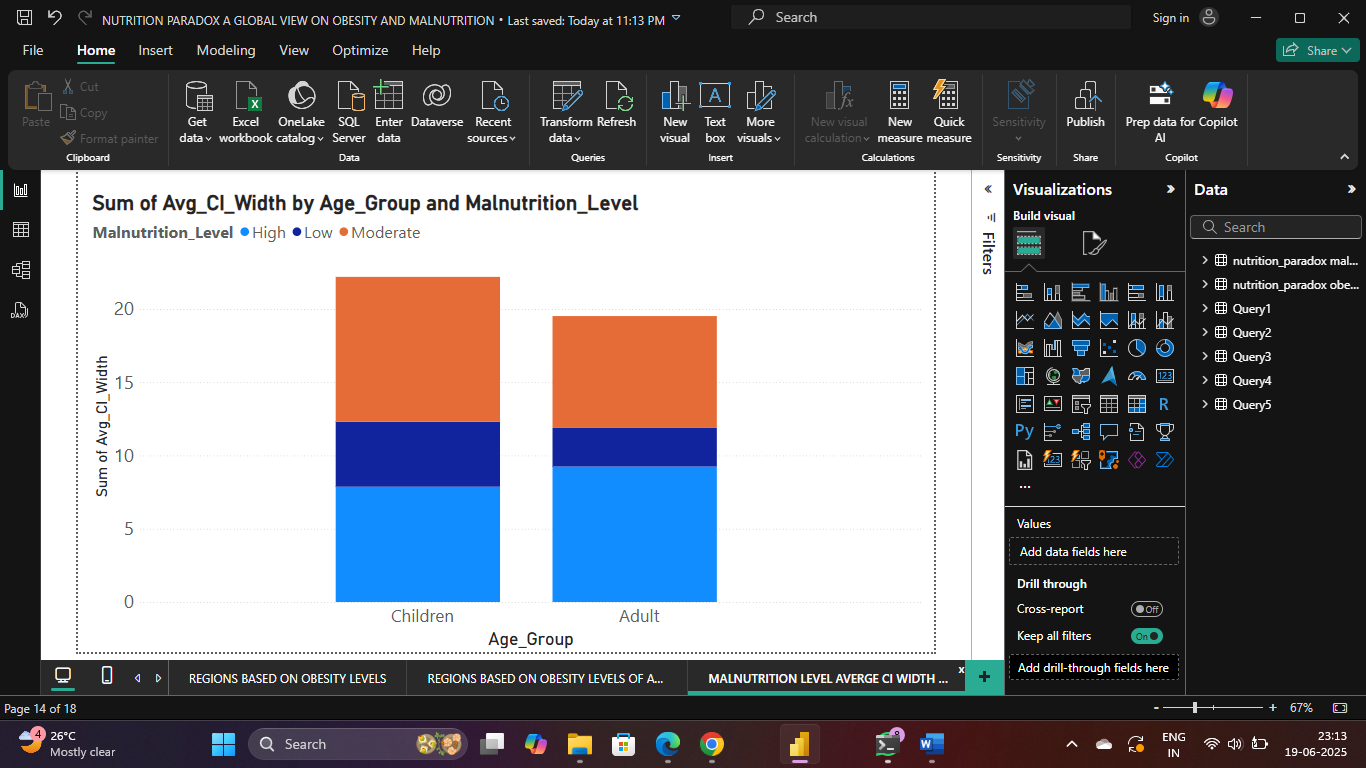 NUTRITION PARADOX A GLOBAL VIEW ON OBESITY AND MALNUTRITION • Last saved: Today at 11:13 PM
Search
Sign in
File Home Insert Modeling View Optimize Help
Share
Paste
Cut
Copy
Format painter
Clipboard
Get data
Excel workbook
OneLake catalog
SQL Server
Enter data
Dataverse
Recent sources
Data
Transform data
Refresh
Queries
New visual
Text box
More visuals
Insert
New visual calculation
New measure
Quick measure
Calculations
Sensitivity
Sensitivity
Publish
Share
Prep data for AI
Copilot
Copilot
Sum of Avg_CI_Width by Age_Group and Malnutrition_Level
Malnutrition_Level High Low Moderate
Sum of Avg_CI_Width
20
15
10
5
0
Children
Adult
Age_Group
Filters
Visualizations
Build visual
Values
Add data fields here
Drill through
Cross-report
Off
Keep all filters
On
Add drill-through fields here
Data
Search
nutrition_paradox mal...
nutrition_paradox obe...
Query1
Query2
Query3
Query4
Query5
REGIONS BASED ON OBESITY LEVELS
REGIONS BASED ON OBESITY LEVELS OF A...
MALNUTRITION LEVEL AVERGE CI WIDTH ...
x
Page 14 of 18
67%
4
26°C
Mostly clear
Search
ENG
IN
23:13
19-06-2025